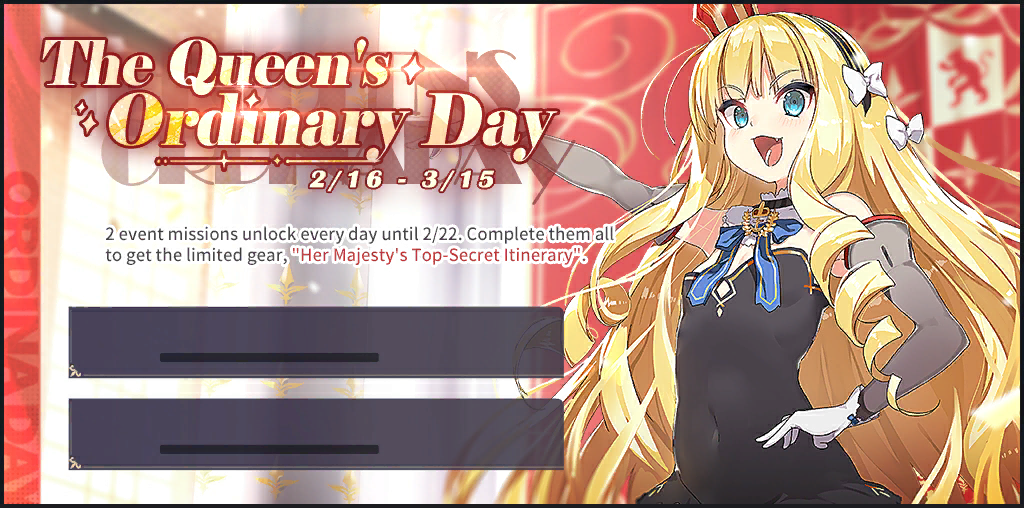 The Queen's
Ordinary Day
2/16 - 3/15
2 event missions unlock every day until 2/22. Complete them all
to get the limited gear, "Her Majesty's Top-Secret Itinerary".